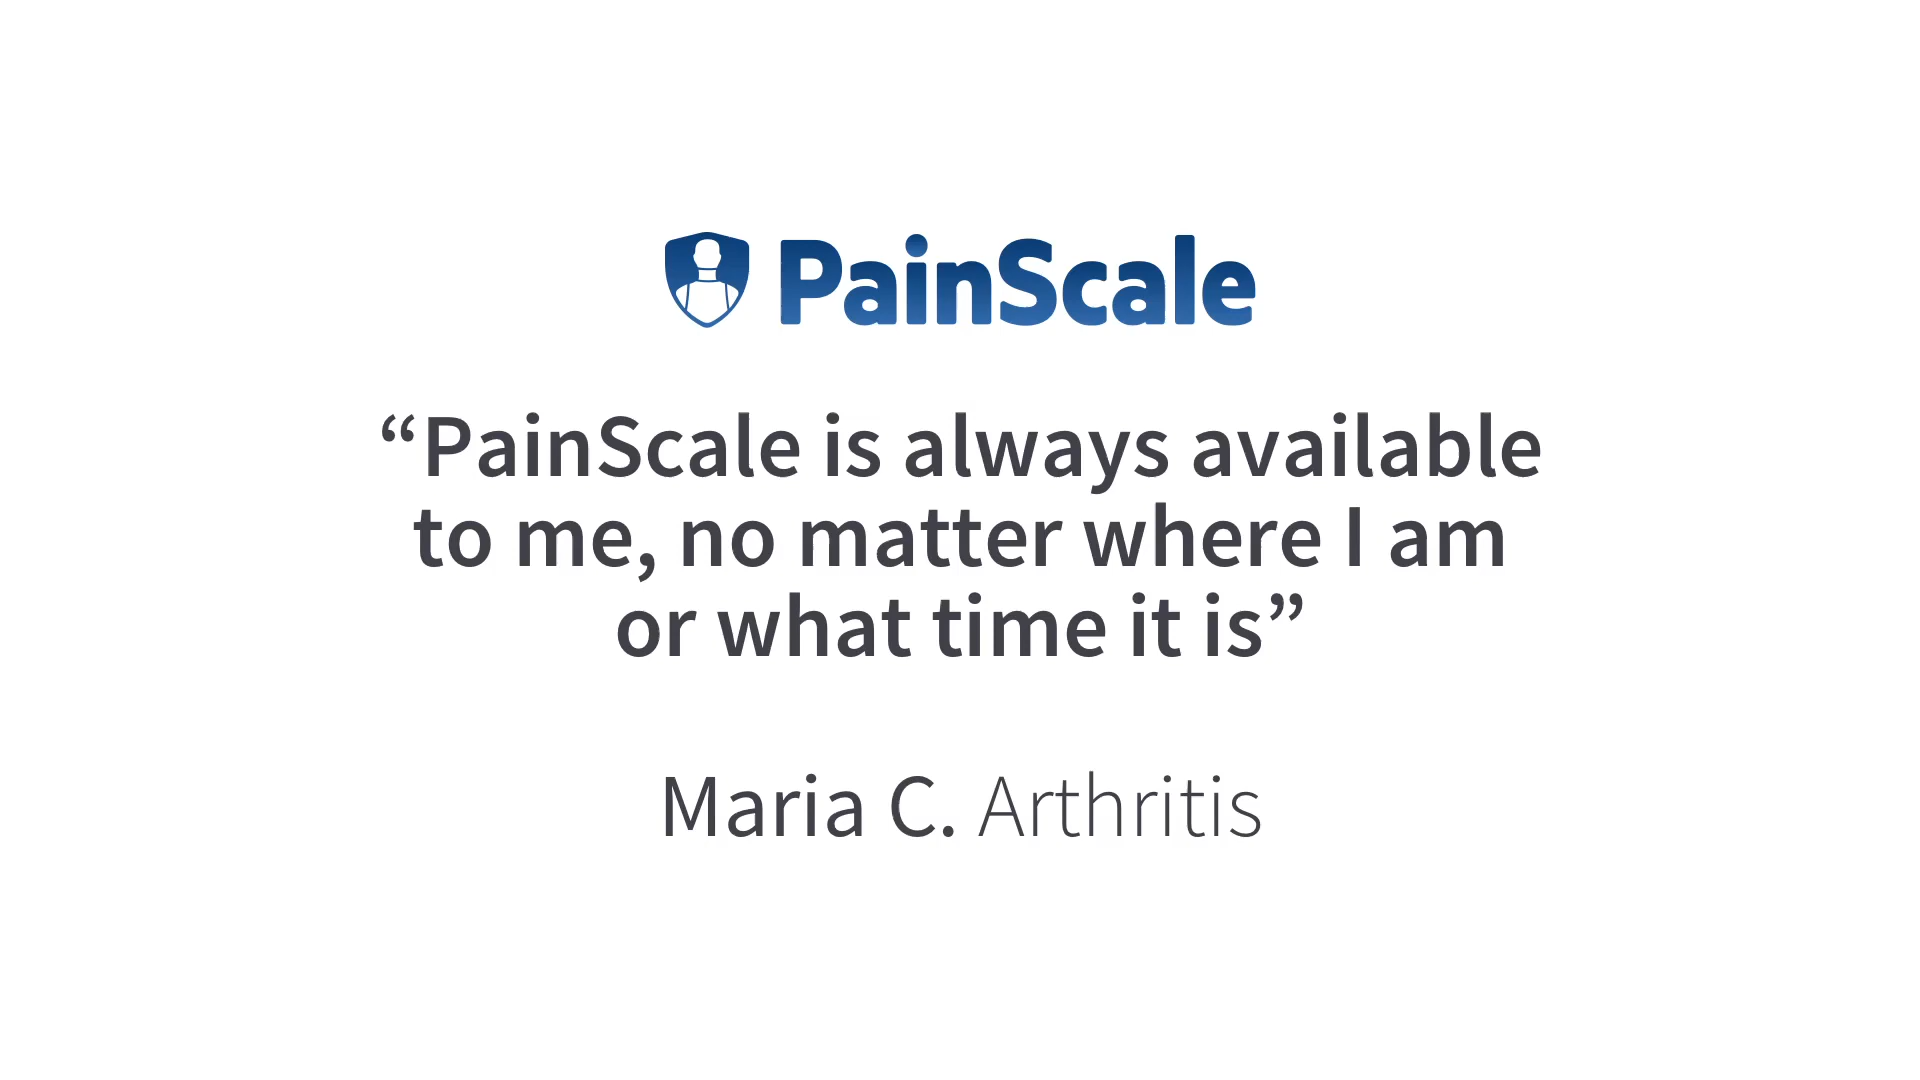 PainScale
“PainScale is always available
to me, no matter where I am
or what time it is”
Maria C. Arthritis